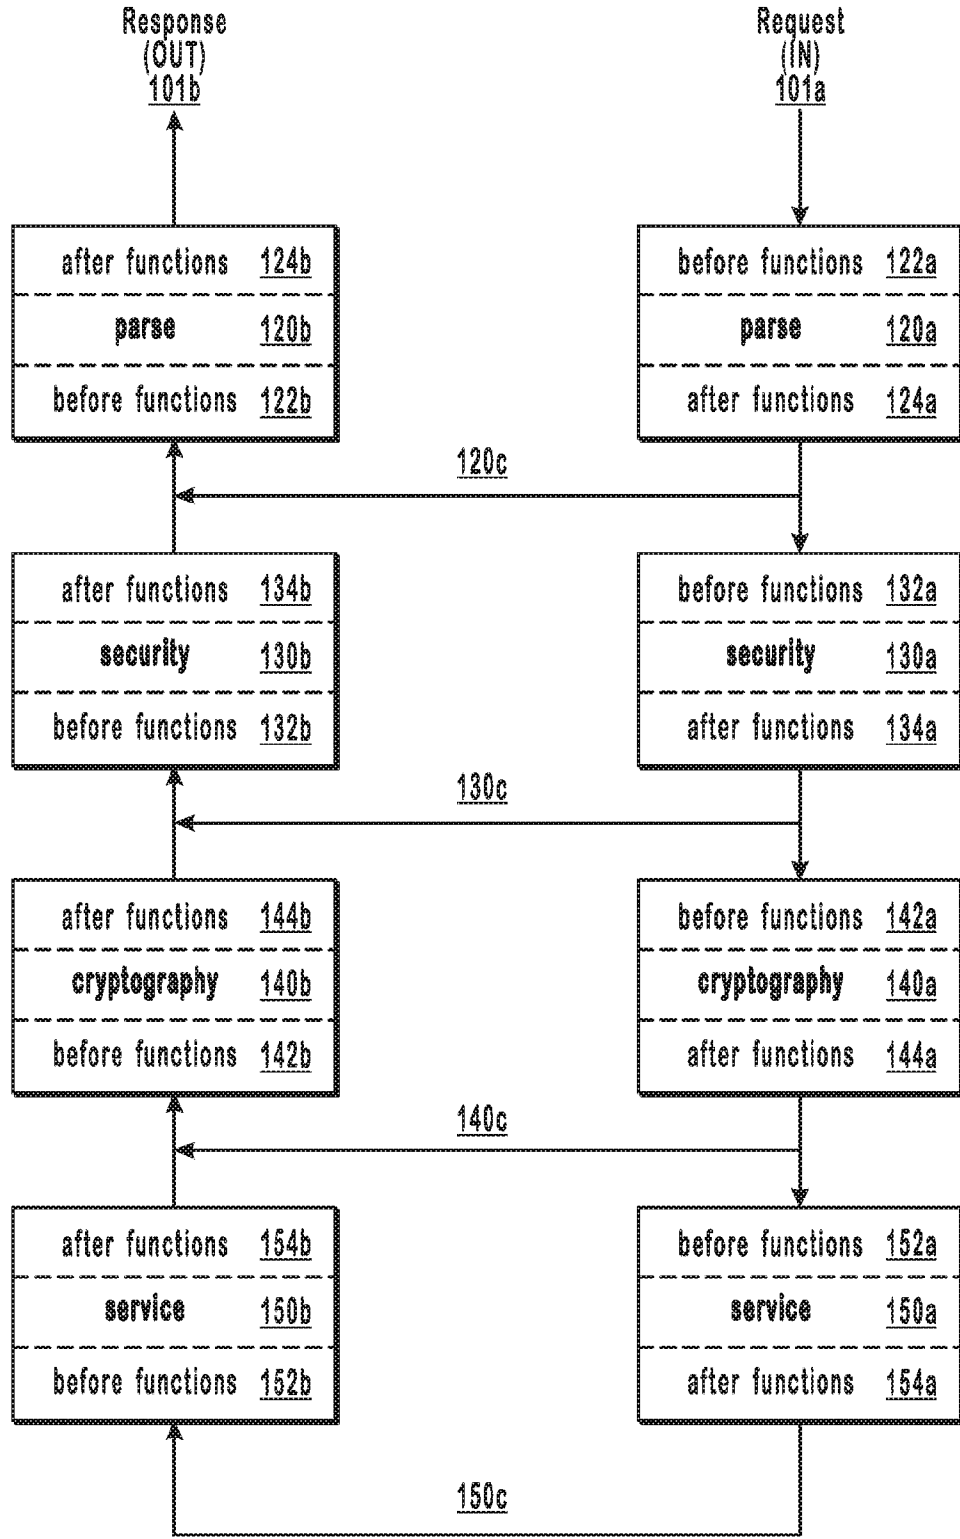 Response
(OUT)
101b
Request
(IN)
101a
after functions 124b
parse 120b
before functions 122b
before functions 122a
parse 120a
after functions 124a
120c
after functions 134b
security 130b
before functions 132b
before functions 132a
security 130a
after functions 134a
130c
after functions 144b
cryptography 140b
before functions 142b
before functions 142a
cryptography 140a
after functions 144a
140c
after functions 154b
service 150b
before functions 152b
before functions 152a
service 150a
after functions 154a
150c